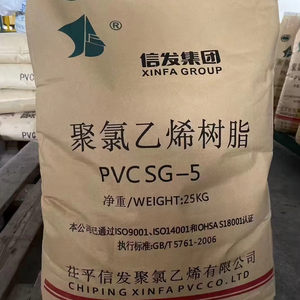 信发集团
XINFA GROUP
聚氯乙烯树脂
PVC SG-5
净重/WEIGHT:25KG
本公司已通过ISO9001、ISO14001和OHSAS18001认证
执行标准:GB/T 5761-2006
茌平信发聚氯乙烯有限公司
CHIPING XINFA PVC CO.,LTD